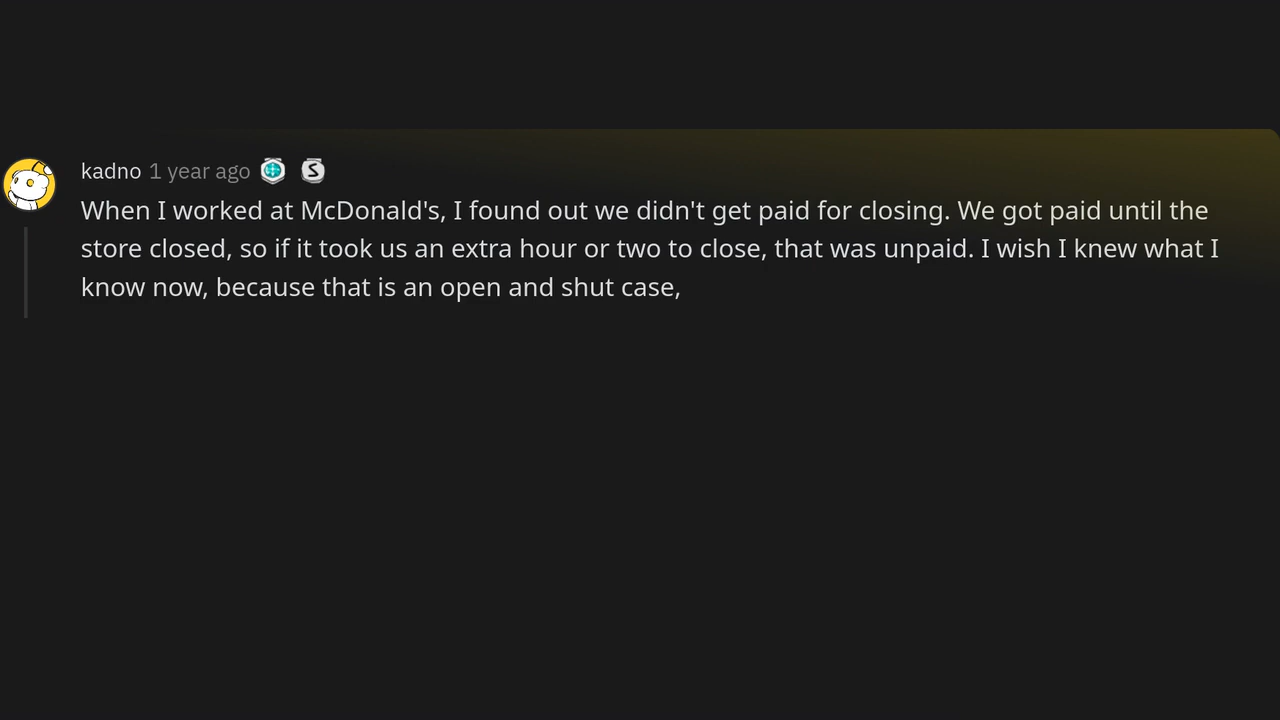 kadno 1 year ago
When I worked at McDonald's, I found out we didn't get paid for closing. We got paid until the
store closed, so if it took us an extra hour or two to close, that was unpaid. I wish I knew what I
know now, because that is an open and shut case,